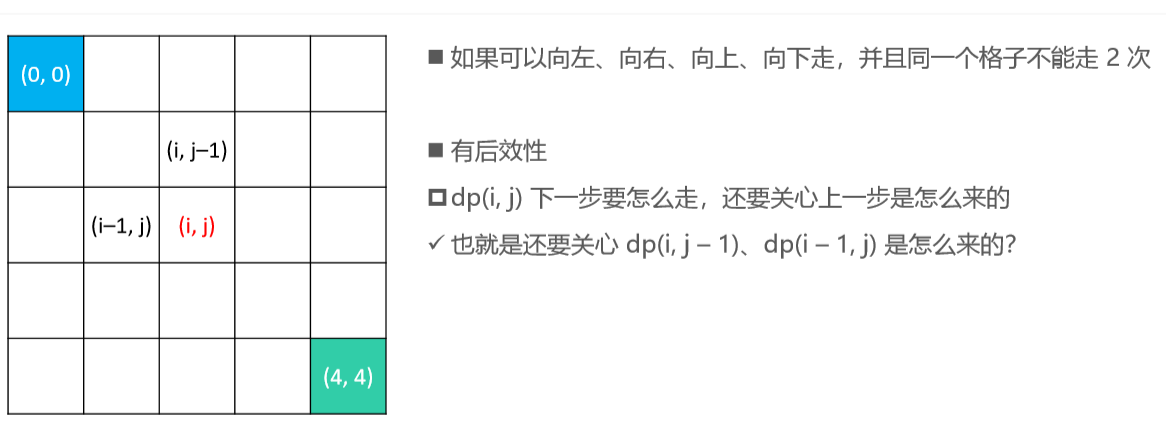 (0, 0)
(i, j–1)
(i–1, j) (i, j)
(4, 4)
■ 如果可以向左、向右、向上、向下走，并且同一个格子不能走 2 次
■ 有后效性
dp(i, j) 下一步要怎么走，还要关心上一步是怎么来的
✓ 也就是还要关心 dp(i, j – 1)、dp(i – 1, j) 是怎么来的？